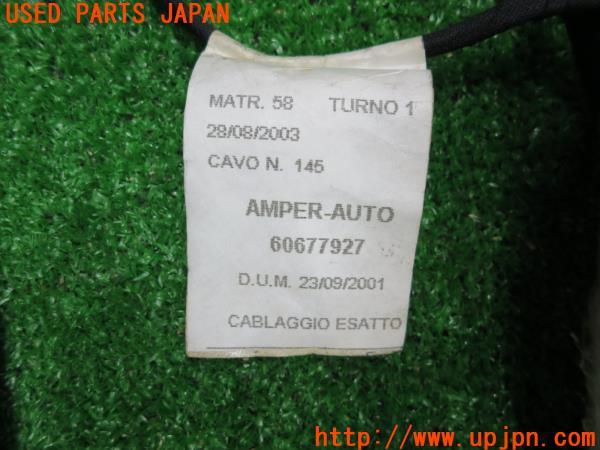 USED PARTS JAPAN
MATR. 58 TURNO 1
28/08/2003
CAVO N. 145
AMPER-AUTO
60677927
D.U.M. 23/09/2001
CABLAGGIO ESATTO
http://www.upjpn.com/